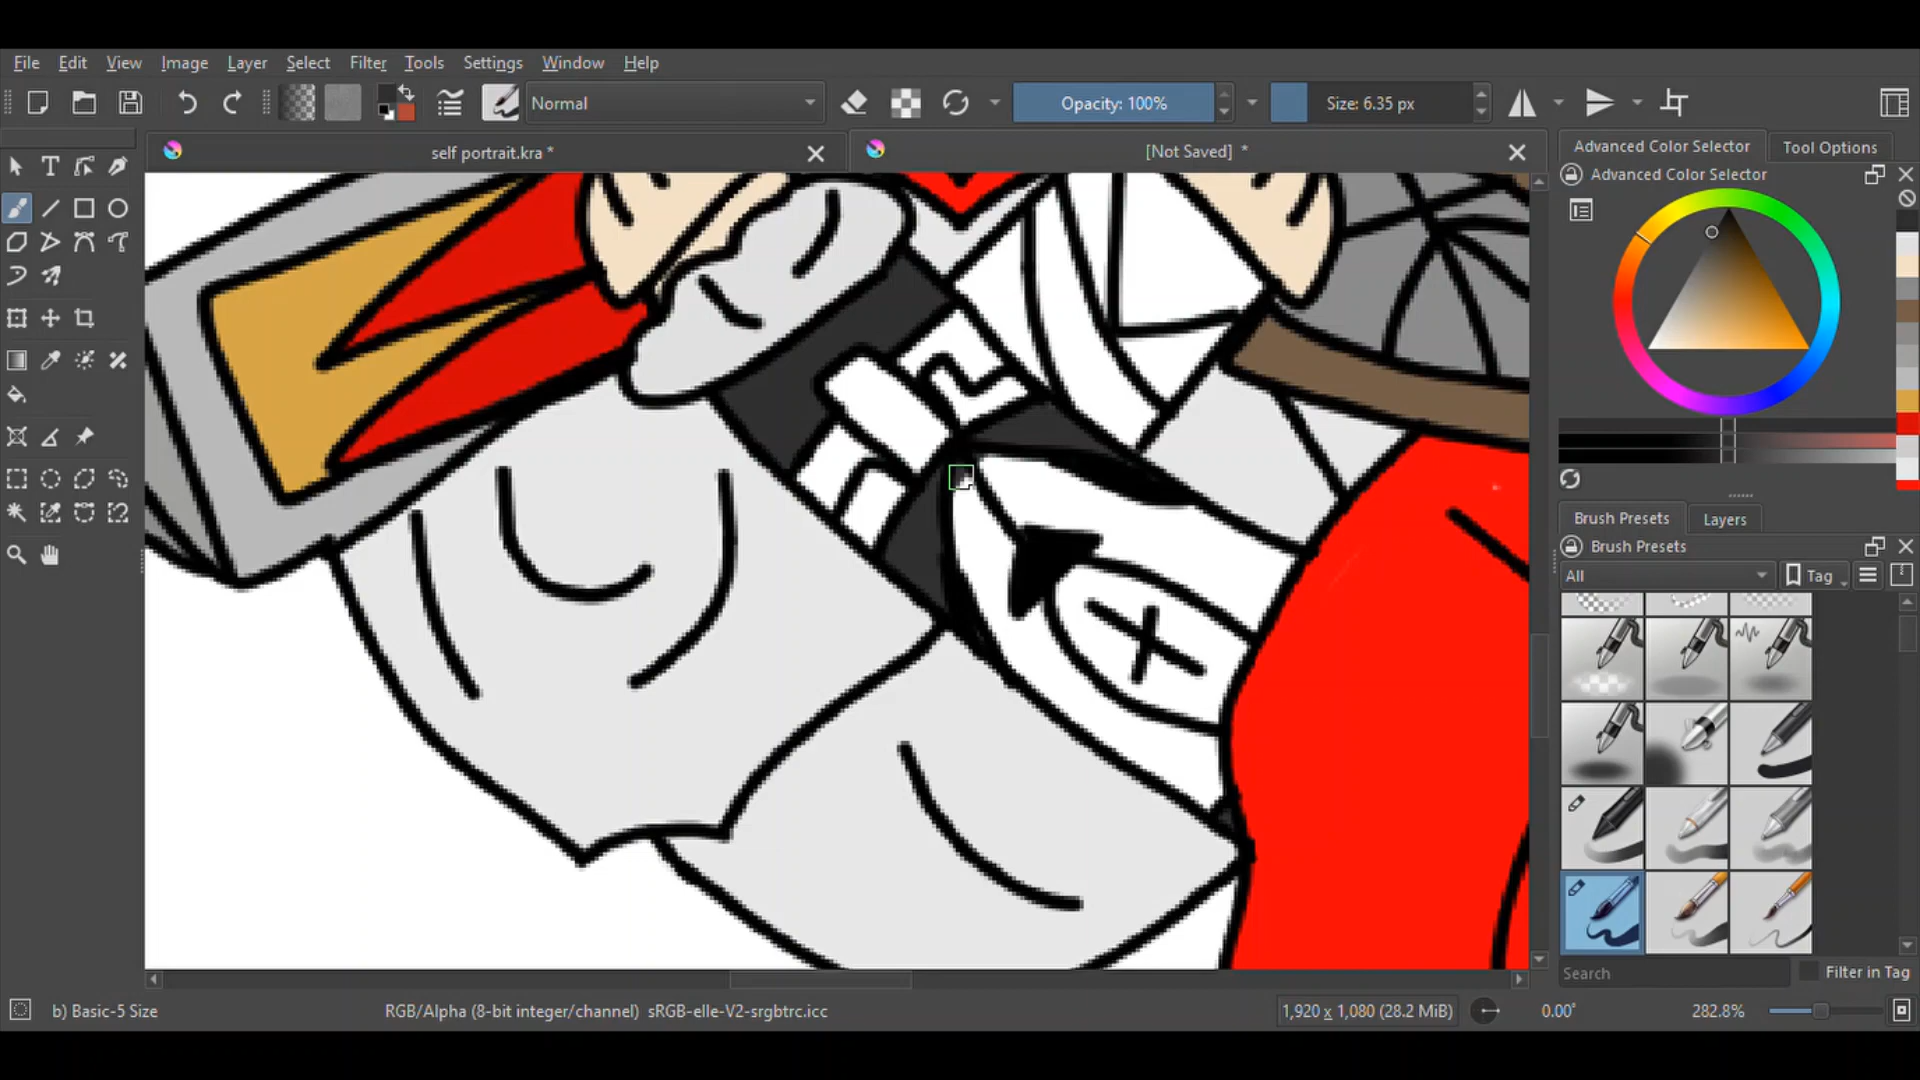 File Edit View Image Layer Select Filter Tools Settings Window Help
Normal Opacity: 100% Size: 6.35 px
self portrait.kra * [Not Saved] * Advanced Color Selector Tool Options
Advanced Color Selector
Brush Presets Layers
Brush Presets
All Tag
Search Filter in Tag
b) Basic-5 Size RGB/Alpha (8-bit integer/channel) sRGB-elle-V2-srgbtrc.icc 1,920 x 1,080 (28.2 MiB) 0.00° 282.8%